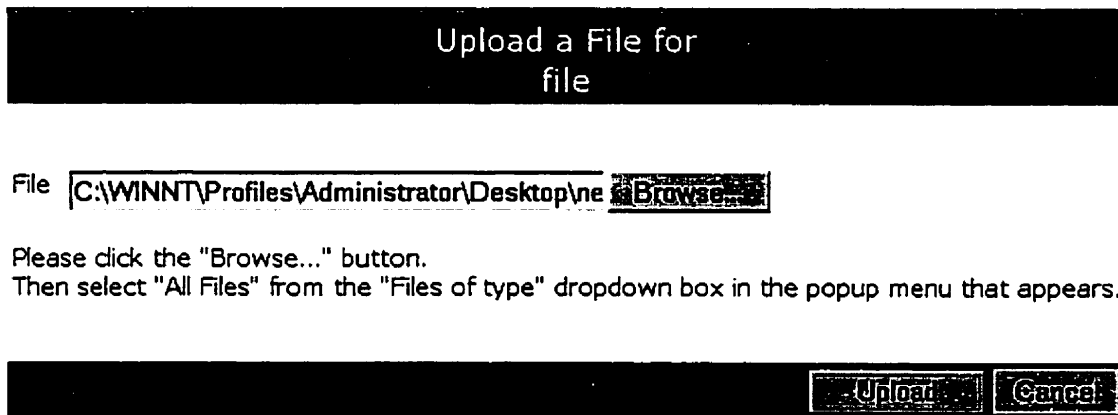 Upload a File for
file
File C:\WINNT\Profiles\Administrator\Desktop\ne Browse...
Please click the "Browse..." button.
Then select "All Files" from the "Files of type" dropdown box in the popup menu that appears.
Upload Cancel